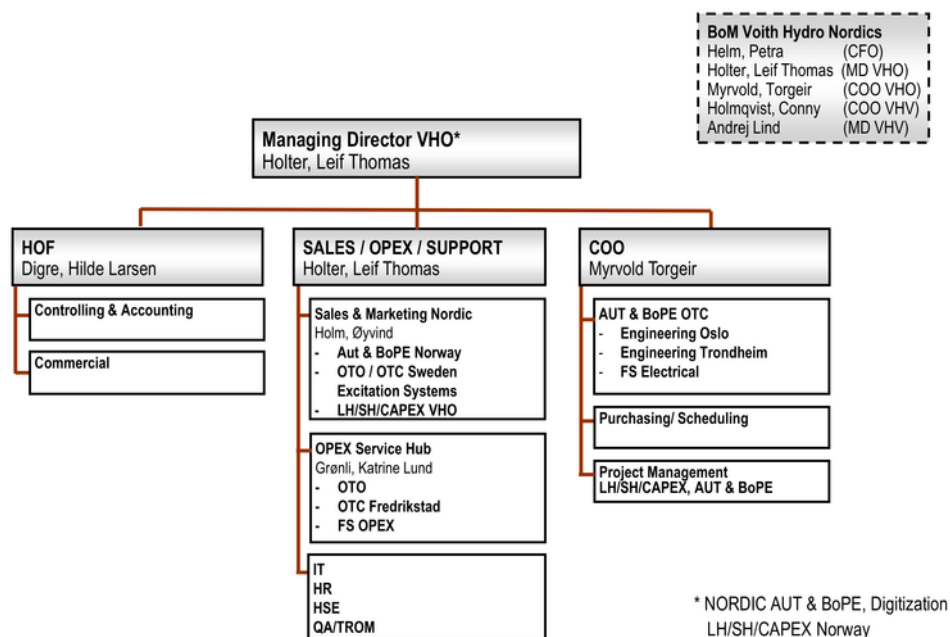 BoM Voith Hydro Nordics
Helm, Petra (CFO)
Holter, Leif Thomas (MD VHO)
Myrvold, Torgeir (COO VHO)
Holmqvist, Conny (COO VHV)
Andrej Lind (MD VHV)
Managing Director VHO*
Holter, Leif Thomas
HOF
Digre, Hilde Larsen
Controlling & Accounting
Commercial
SALES / OPEX / SUPPORT
Holter, Leif Thomas
Sales & Marketing Nordic
Holm, Øyvind
- Aut & BoPE Norway
- OTO / OTC Sweden
Excitation Systems
- LH/SH/CAPEX VHO
OPEX Service Hub
Grønli, Katrine Lund
- OTO
- OTC Fredrikstad
- FS OPEX
IT
HR
HSE
QA/TROM
COO
Myrvold Torgeir
AUT & BoPE OTC
- Engineering Oslo
- Engineering Trondheim
- FS Electrical
Purchasing/ Scheduling
Project Management
LH/SH/CAPEX, AUT & BoPE
* NORDIC AUT & BoPE, Digitization
LH/SH/CAPEX Norway